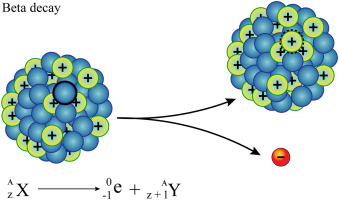 Beta decay
ᴬ_Z X ⟶ ⁰₋₁e + ᴬ_Z+1 Y